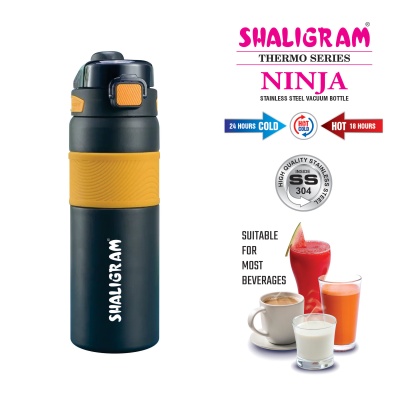 SHALIGRAM®
THERMO SERIES
NINJA
STAINLESS STEEL VACUUM BOTTLE
24 HOURS COLD
HOT
COLD
HOT 18 HOURS
HIGH QUALITY STAINLESS STEEL
INSIDE
SS
304
SUITABLE
FOR
MOST
BEVERAGES
SHALIGRAM